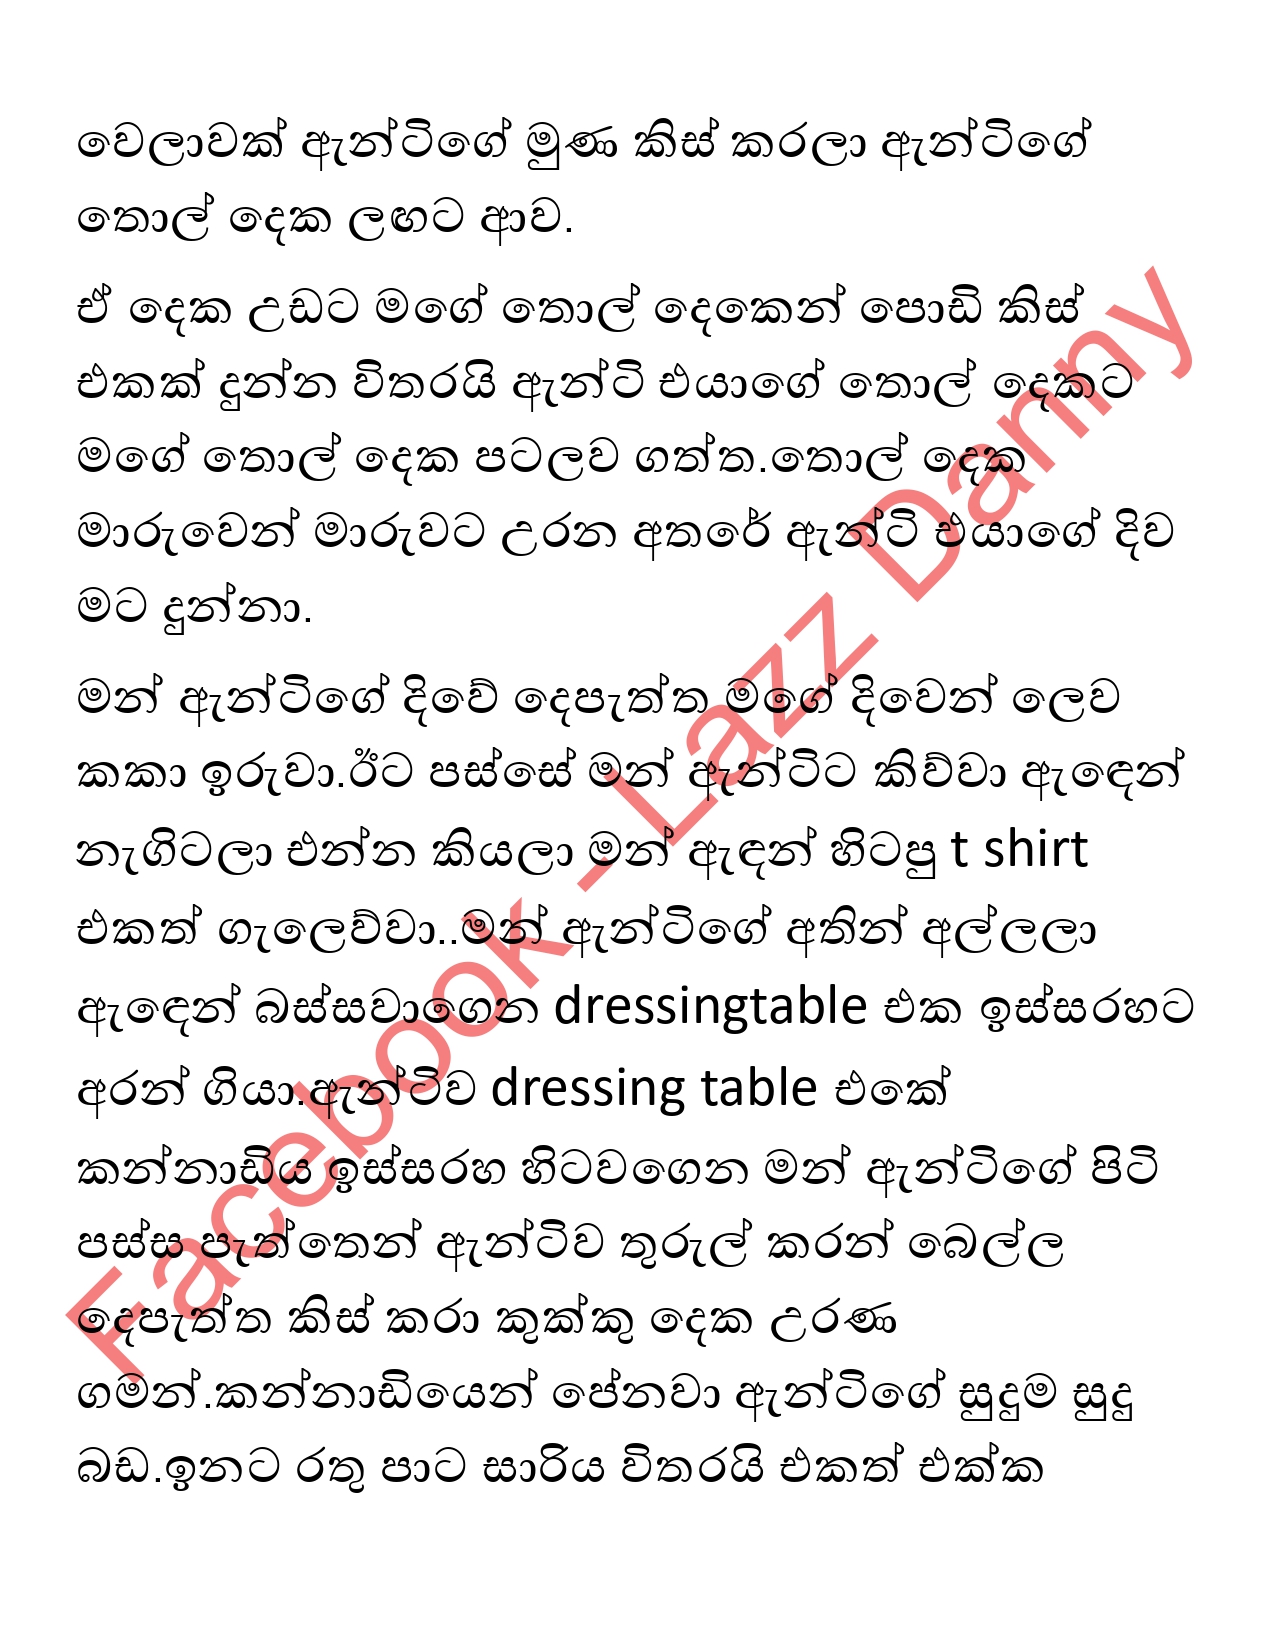 වෙලාවක් ඇන්ටිගේ මුණ කිස් කරලා ඇන්ටිගේ
තොල් දෙක ලඟට ආව.
ඒ දෙක උඩට මගේ තොල් දෙකෙන් පොඩි කිස්
එකක් දුන්න විතරයි ඇන්ටි එයාගේ තොල් දෙකට
මගේ තොල් දෙක පටලව ගත්ත.තොල් දෙක
මාරුවෙන් මාරුවට උරන අතරේ ඇන්ටි එයාගේ දිව
මට දුන්නා.
මන් ඇන්ටිගේ දිවේ දෙපැත්ත මගේ දිවෙන් ලෙව
කකා ඉරුවා.ඊට පස්සේ මන් ඇන්ටිට කිව්වා ඇඳෙන්
නැගිටලා එන්න කියලා මන් ඇඳන් හිටපු t shirt
එකත් ගැලෙව්වා..මන් ඇන්ටිගේ අතින් අල්ලලා
ඇඳෙන් බස්සවාගෙන dressingtable එක ඉස්සරහට
අරන් ගියා.ඇන්ටිව dressing table එකේ
කන්නාඩිය ඉස්සරහ හිටවගෙන මන් ඇන්ටිගේ පිටි
පස්ස පැන්තෙන් ඇන්ටිව තුරුල් කරන් බෙල්ල
දෙපැත්ත කිස් කරා කුක්කු දෙක උරණ
ගමන්.කන්නාඩියෙන් පේනවා ඇන්ටිගේ සුදුම සුදු
බඩ.ඉනට රතු පාට සාරිය විතරයි එකත් එක්ක
Facebook - Lazz Danny